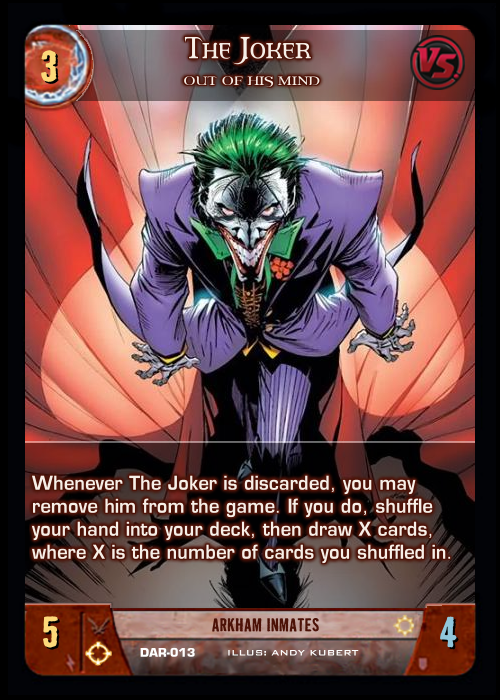 3
THE JOKER
VS
OUT OF HIS MIND
Whenever The Joker is discarded, you may
remove him from the game. If you do, shuffle
your hand into your deck, then draw X cards,
where X is the number of cards you shuffled in.
5
ARKHAM INMATES
4
DAR-013 ILLUS: ANDY KUBERT